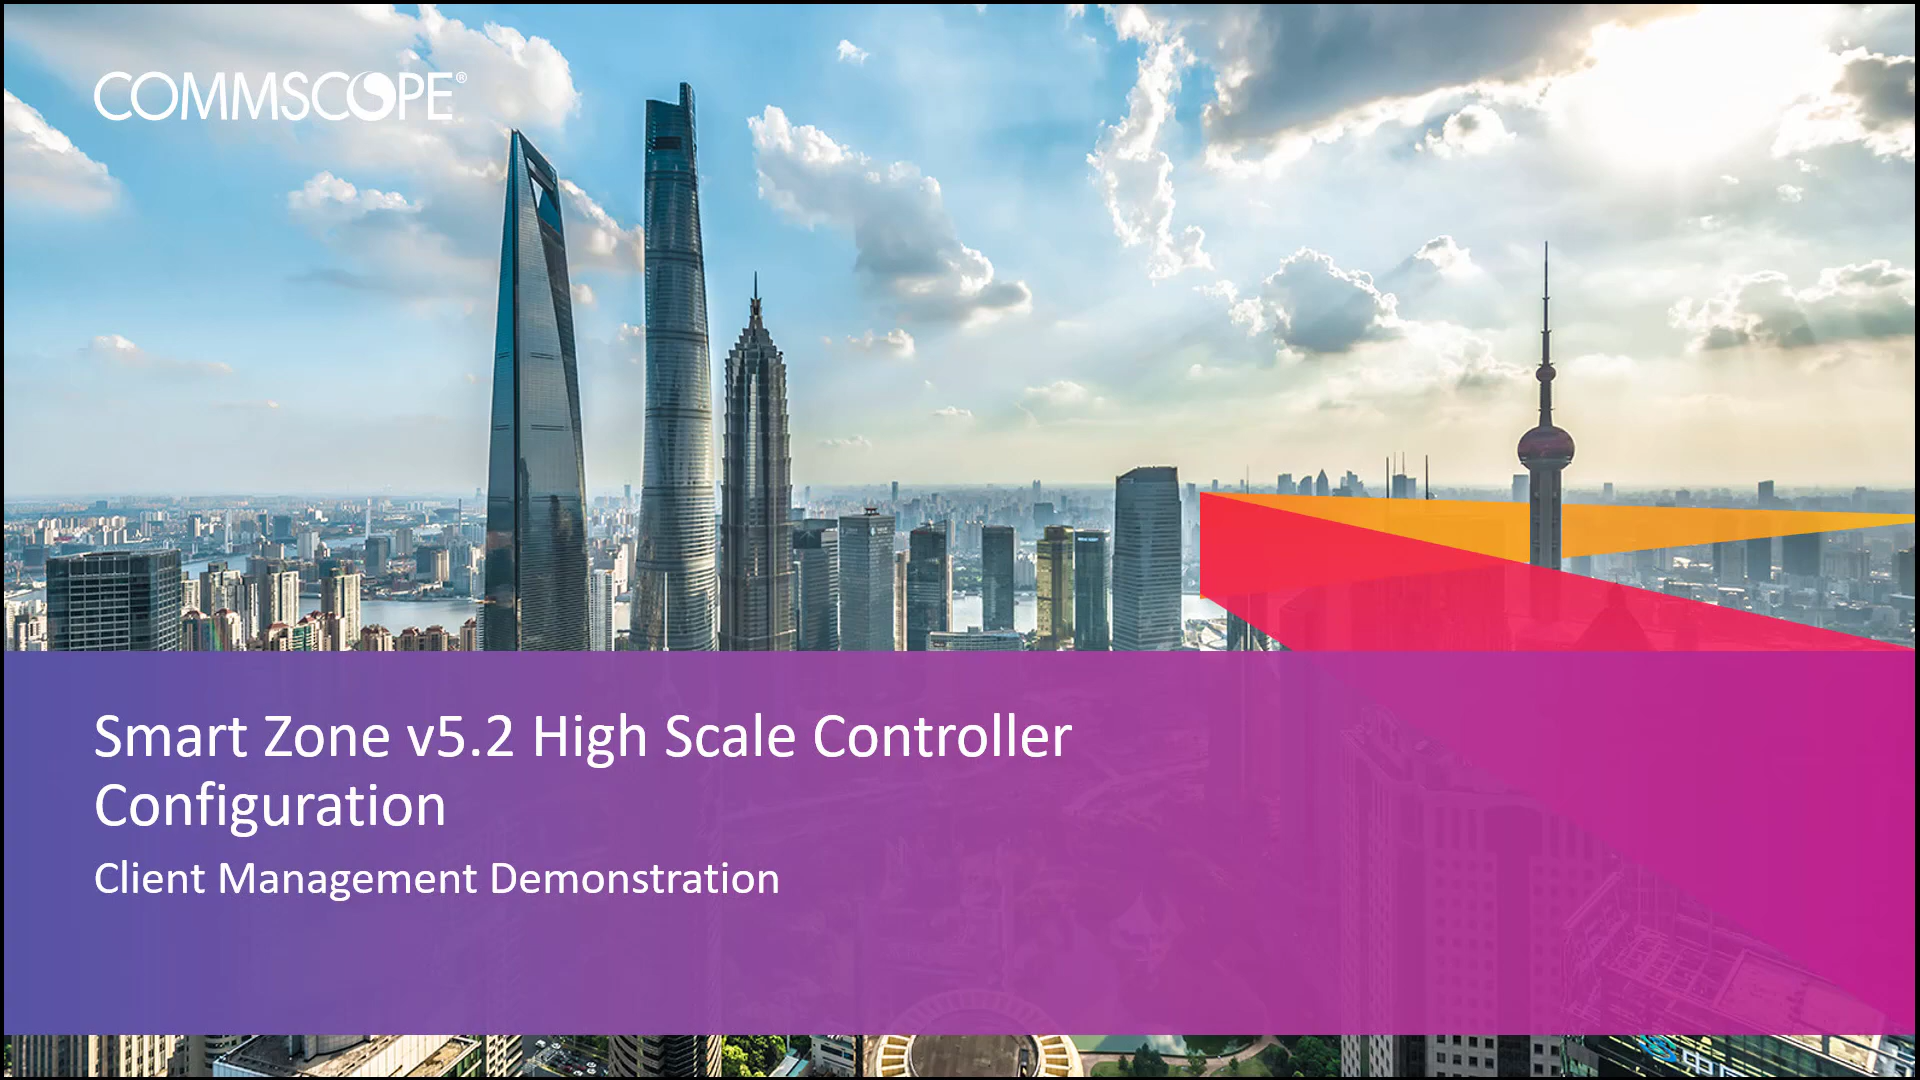 COMMSCOPE®
Smart Zone v5.2 High Scale Controller
Configuration
Client Management Demonstration